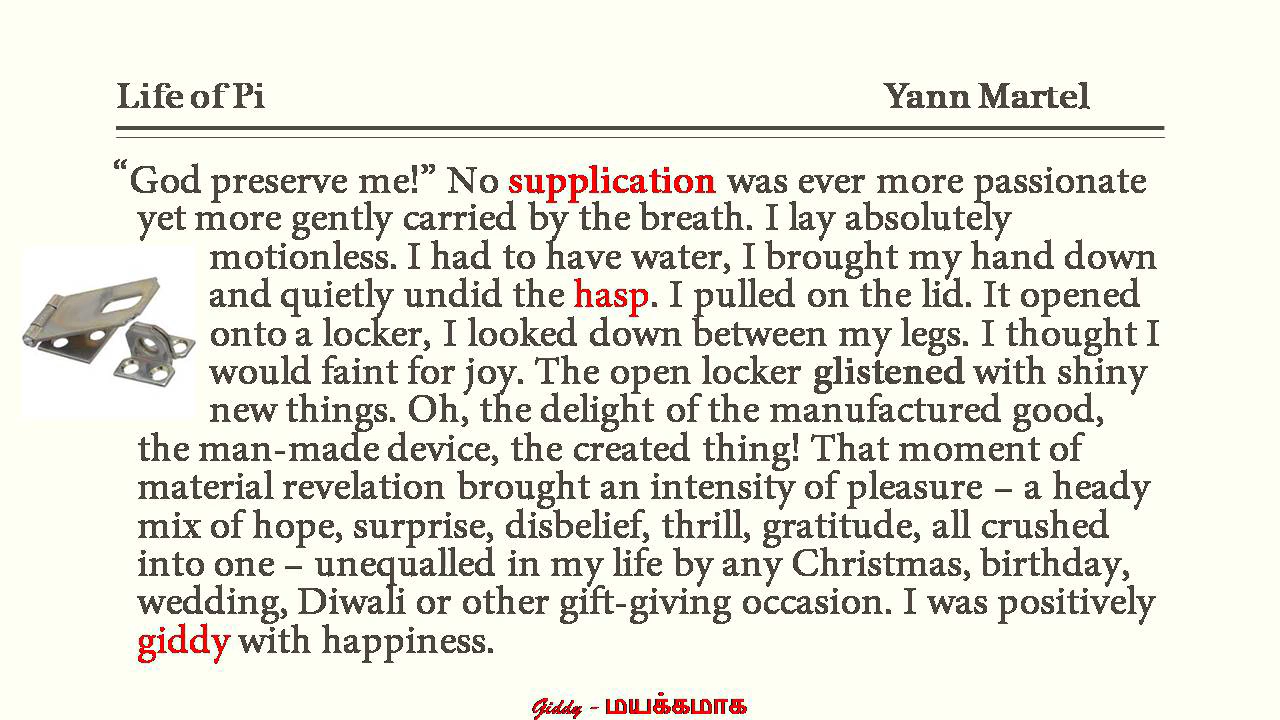 Life of Pi Yann Martel
“God preserve me!” No supplication was ever more passionate
yet more gently carried by the breath. I lay absolutely
motionless. I had to have water, I brought my hand down
and quietly undid the hasp. I pulled on the lid. It opened
onto a locker, I looked down between my legs. I thought I
would faint for joy. The open locker glistened with shiny
new things. Oh, the delight of the manufactured good,
the man-made device, the created thing! That moment of
material revelation brought an intensity of pleasure – a heady
mix of hope, surprise, disbelief, thrill, gratitude, all crushed
into one – unequalled in my life by any Christmas, birthday,
wedding, Diwali or other gift-giving occasion. I was positively
giddy with happiness.
Giddy - மயக்கமாக